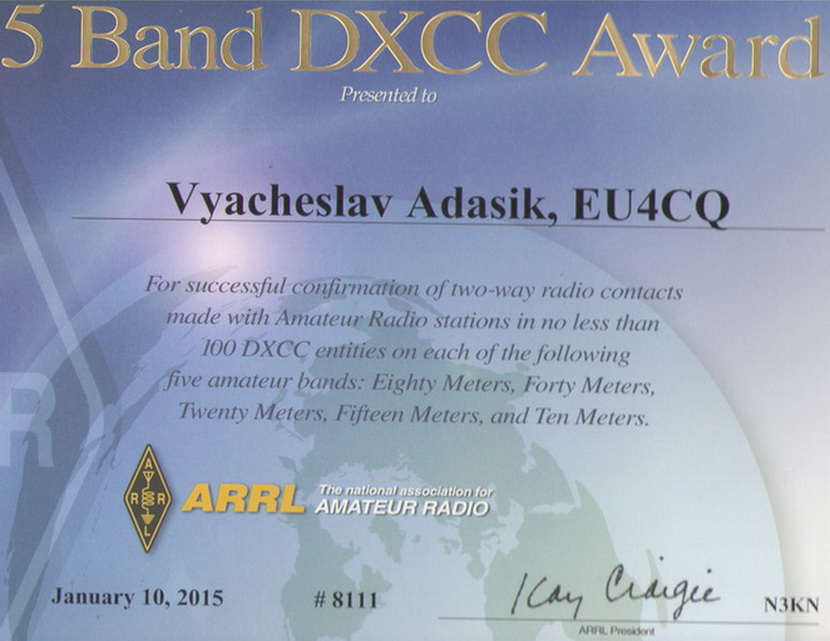 5 Band DXCC Award
Presented to
Vyacheslav Adasik, EU4CQ
For successful confirmation of two-way radio contacts
made with Amateur Radio stations in no less than
100 DXCC entities on each of the following
five amateur bands: Eighty Meters, Forty Meters,
Twenty Meters, Fifteen Meters, and Ten Meters.
A
R R
L
ARRL The national association for
AMATEUR RADIO
R
January 10, 2015 # 8111 Kay Craigie N3KN
ARRL President